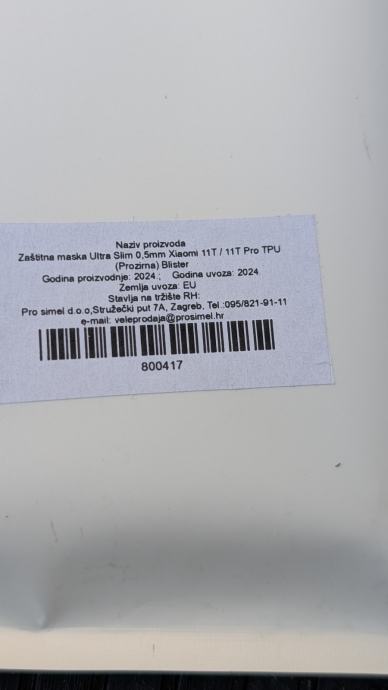 Naziv proizvoda
Zaštitna maska Ultra Slim 0,5mm Xiaomi 11T / 11T Pro TPU
(Prozirna) Blister
Godina proizvodnje: 2024.; Godina uvoza: 2024
Zemlja uvoza: EU
Stavlja na tržište RH:
Pro simel d.o.o,Stružečki put 7A, Zagreb, Tel.:095/821-91-11
e-mail: veleprodaja@prosimel.hr
800417